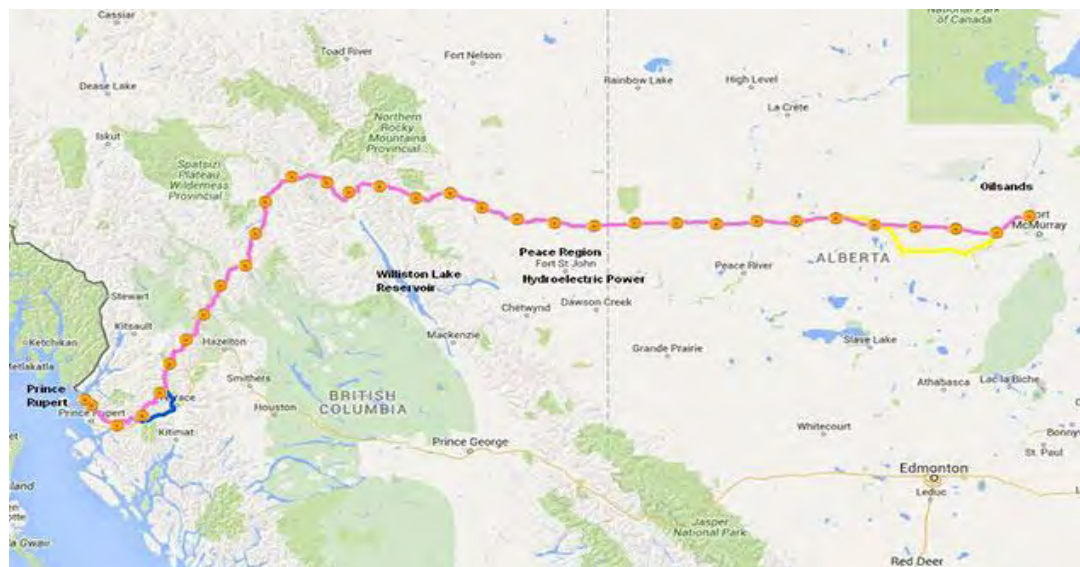 Cassiar
National Park
of Canada
Toad River
Fort Nelson
Dease Lake
Rainbow Lake
High Level
La Crête
Iskut
Northern
Rocky
Mountains
Provincial
Spatsizi
Plateau
Wilderness
Provincial
Oilsands
Fort
McMurray
Peace Region
Fort St John
Hydroelectric Power
ALBERTA
Peace River
Williston Lake
Reservoir
Stewart
Chetwynd
Dawson Creek
Kitsault
Ketchikan
Hazelton
Mackenzie
Slave Lake
Grande Prairie
Metlakatla
Smithers
Athabasca
Lac la Biche
Prince
Rupert
Prince Rupert
race
BRITISH
COLUMBIA
Houston
Kitimat
Whitecourt
Bonny
Prince George
St. Paul
Edmonton
Leduc
Jasper
National Park
Red Deer
a Gwaii